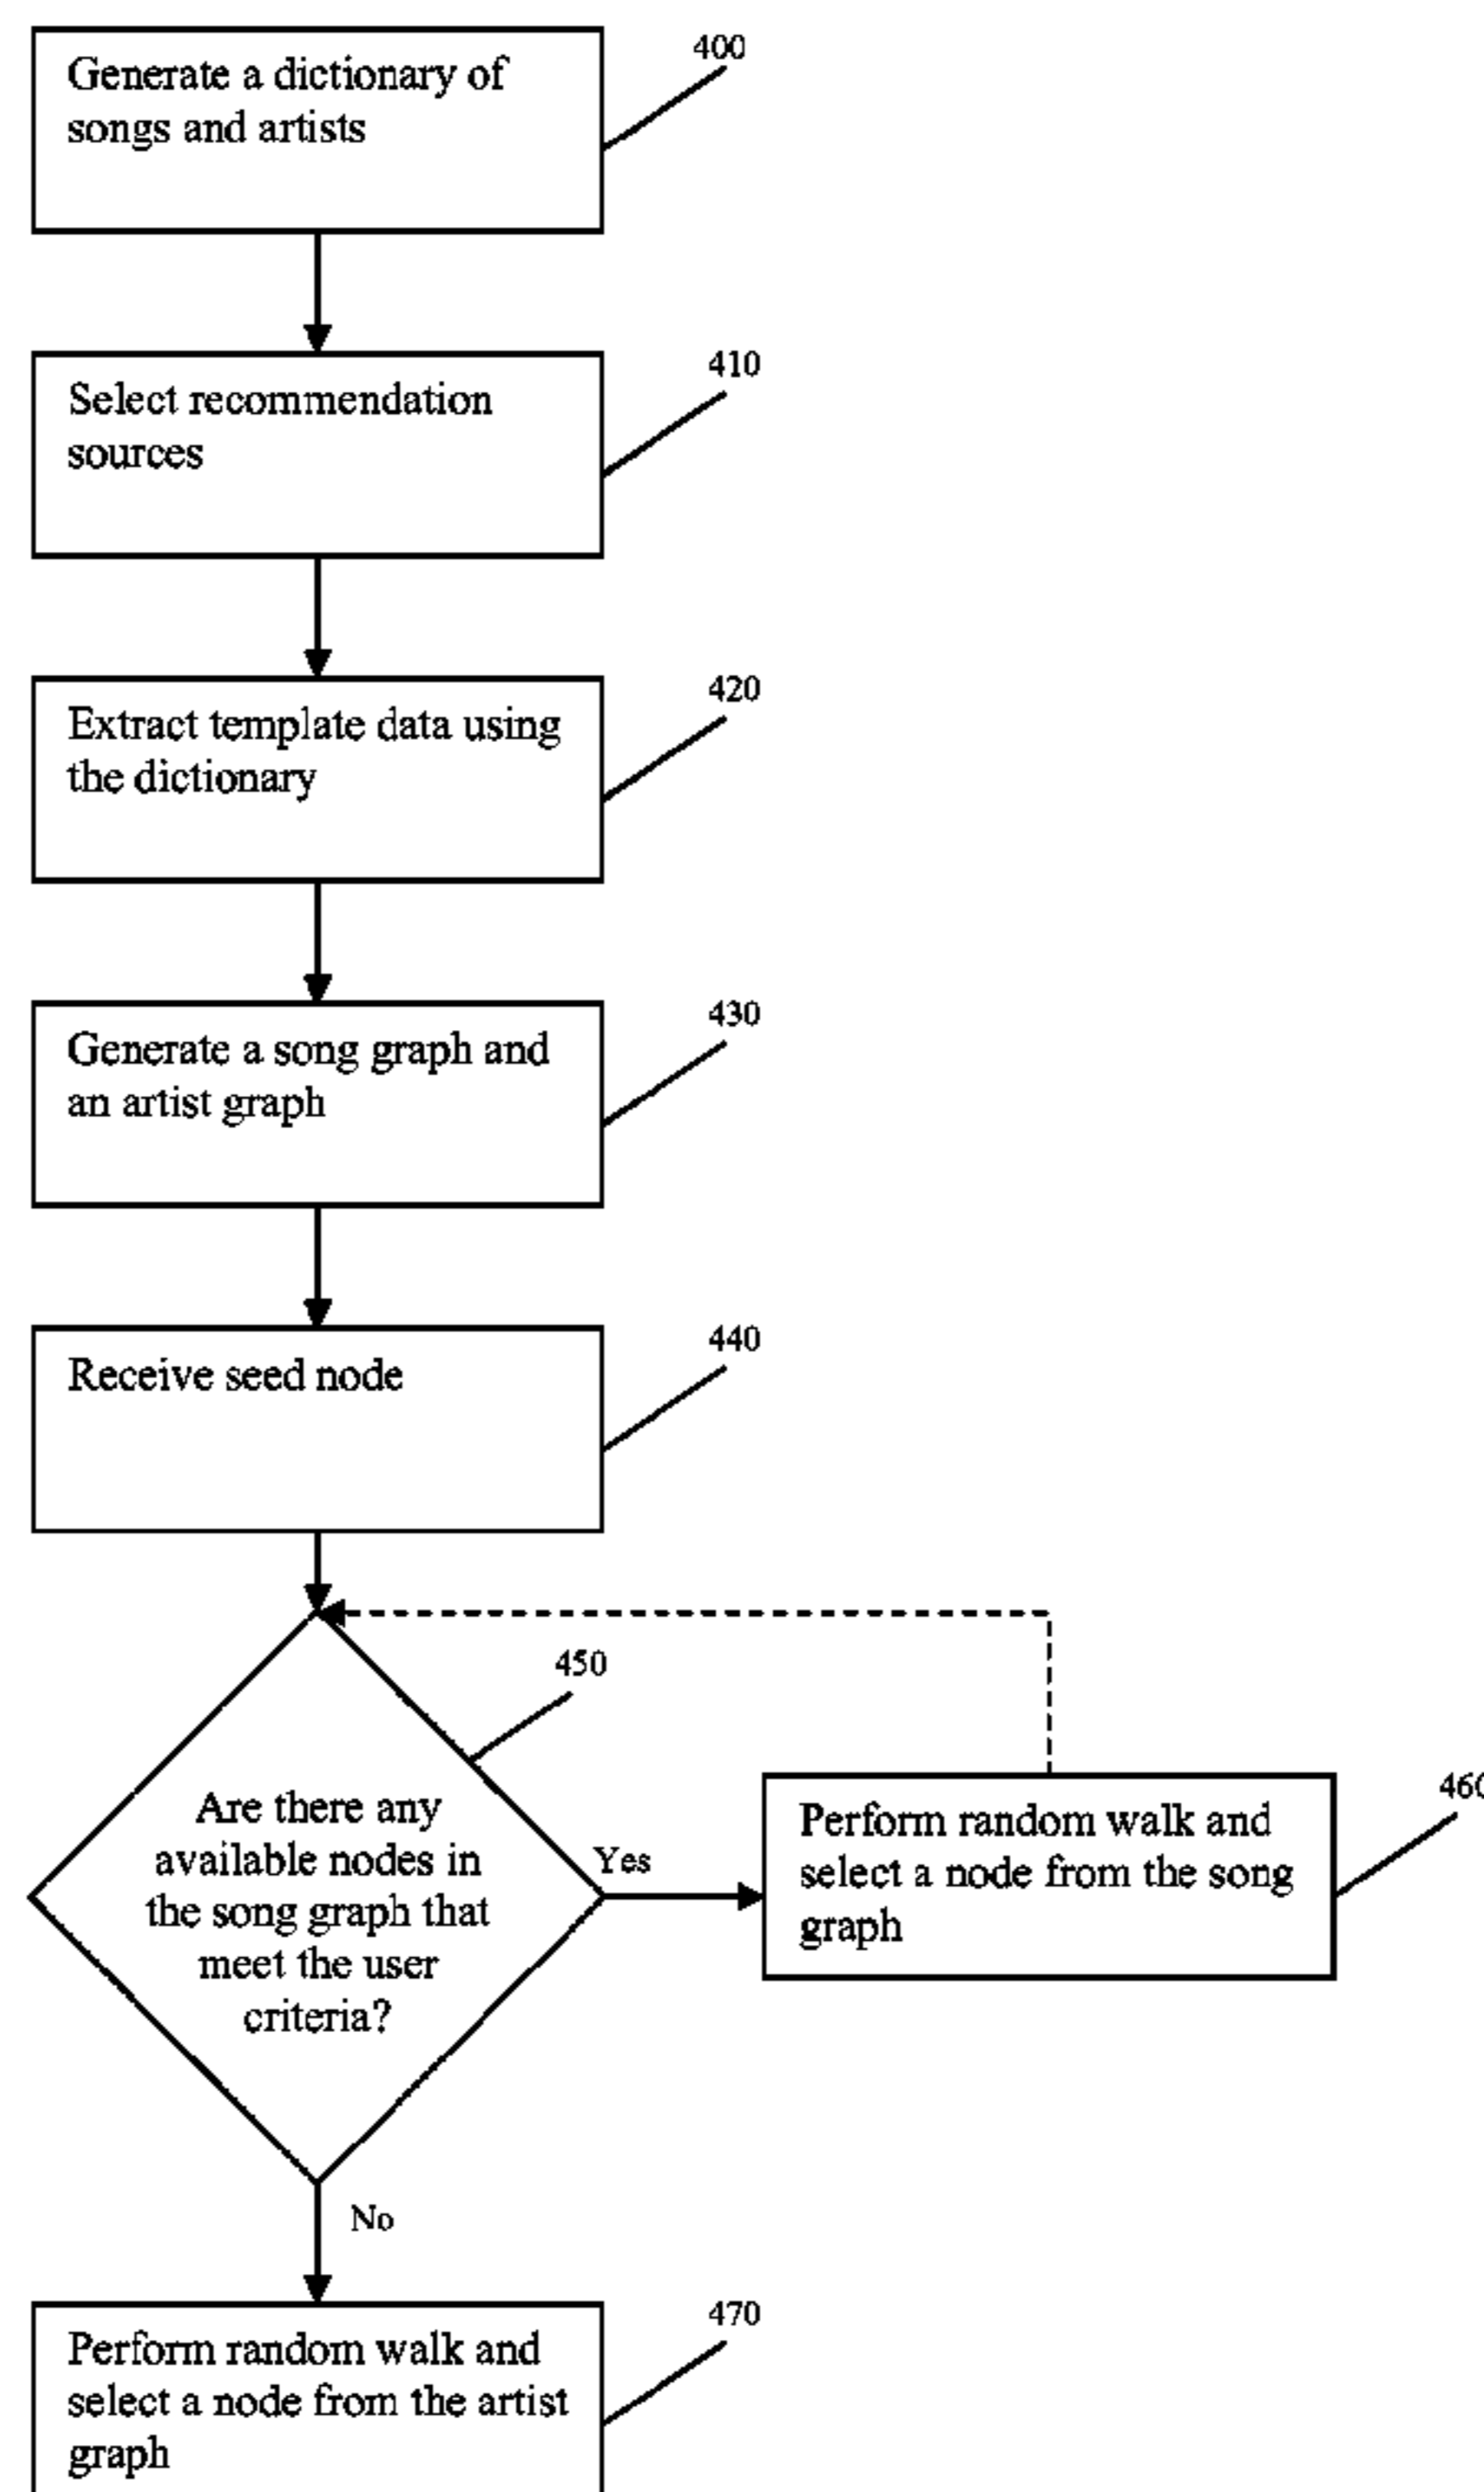 Generate a dictionary of
songs and artists
400
Select recommendation
sources
410
Extract template data using
the dictionary
420
Generate a song graph and
an artist graph
430
Receive seed node
440
450
Are there any
available nodes in
the song graph that
meet the user
criteria?
Yes
Perform random walk and
select a node from the song
graph
460
No
Perform random walk and
select a node from the artist
graph
470